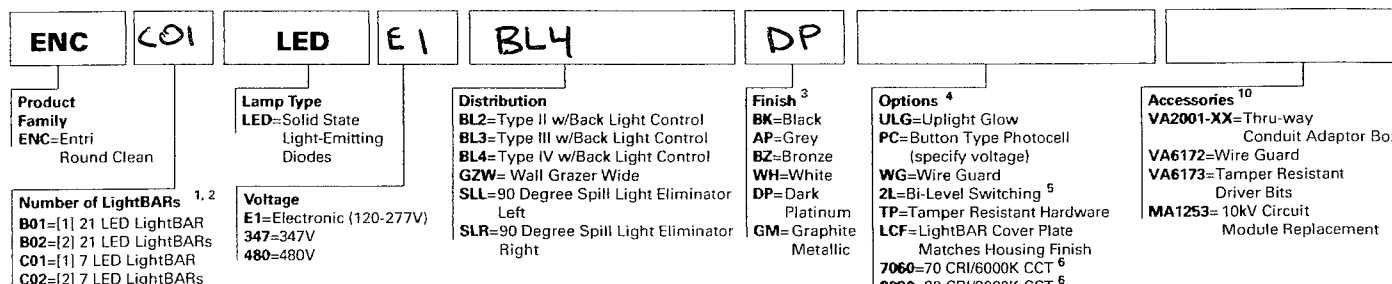 ENC C01 LED E1 BL4 DP
Product
Family
ENC=Entri
Round Clean
Number of LightBARs 1, 2
B01=[1] 21 LED LightBAR
B02=[2] 21 LED LightBARs
C01=[1] 7 LED LightBAR
C02=[2] 7 LED LightBARs
Lamp Type
LED=Solid State
Light-Emitting
Diodes
Voltage
E1=Electronic (120-277V)
347=347V
480=480V
Distribution
BL2=Type II w/Back Light Control
BL3=Type III w/Back Light Control
BL4=Type IV w/Back Light Control
GZW= Wall Grazer Wide
SLL=90 Degree Spill Light Eliminator
Left
SLR=90 Degree Spill Light Eliminator
Right
Finish 3
BK=Black
AP=Grey
BZ=Bronze
WH=White
DP=Dark
Platinum
GM= Graphite
Metallic
Options 4
ULG=Uplight Glow
PC=Button Type Photocell
(specify voltage)
WG=Wire Guard
2L=Bi-Level Switching 5
TP=Tamper Resistant Hardware
LCF=LightBAR Cover Plate
Matches Housing Finish
7060=70 CRI/6000K CCT 6
CRI/3000K CCT 6
Accessories 10
VA2001-XX=Thru-way
Conduit Adaptor Bo
VA6172=Wire Guard
VA6173=Tamper Resistant
Driver Bits
MA1253= 10kV Circuit
Module Replacement